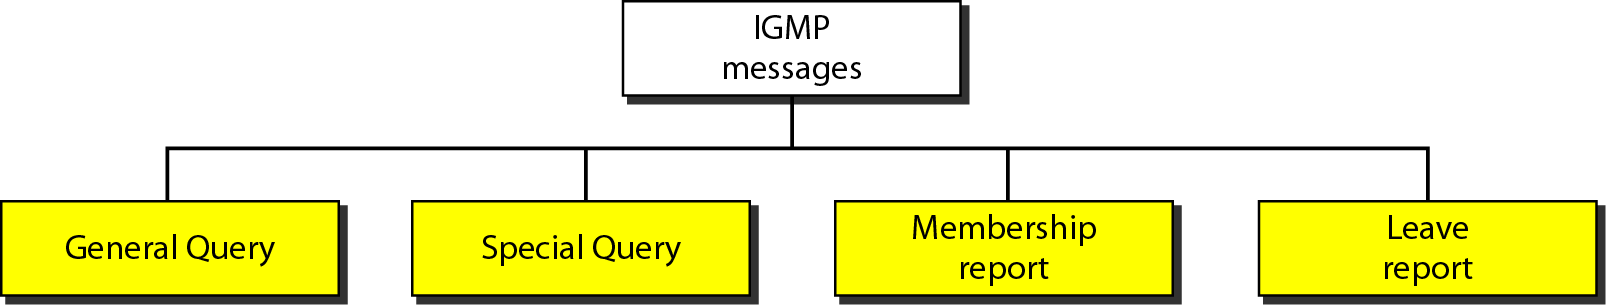 IGMP
messages
General Query
Special Query
Membership
report
Leave
report